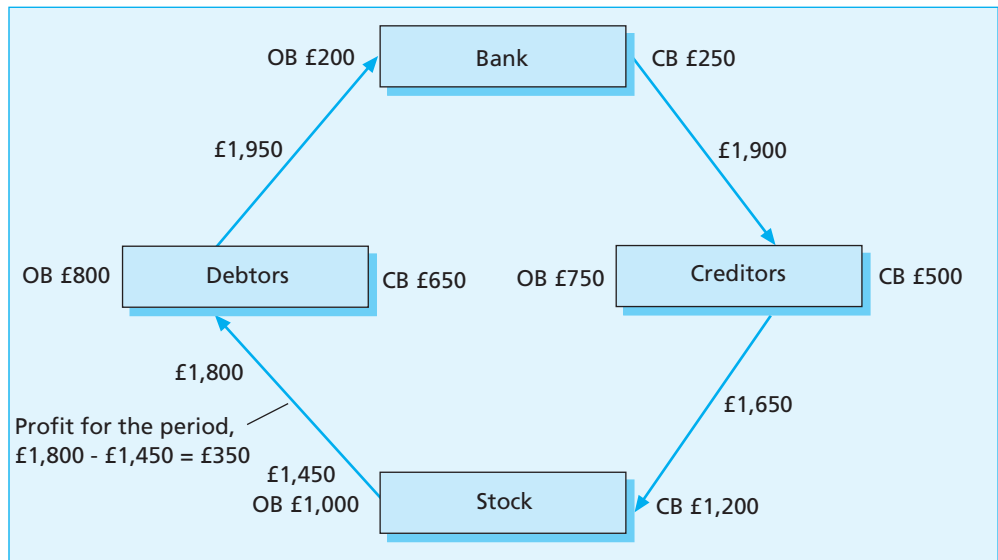 OB £200
Bank
CB £250
£1,950
£1,900
OB £800
Debtors
CB £650
OB £750
Creditors
CB £500
£1,800
£1,650
Profit for the period,
£1,800 - £1,450 = £350
£1,450
OB £1,000
Stock
CB £1,200